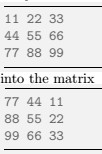 11 22 33
44 55 66
77 88 99
into the matrix
77 44 11
88 55 22
99 66 33